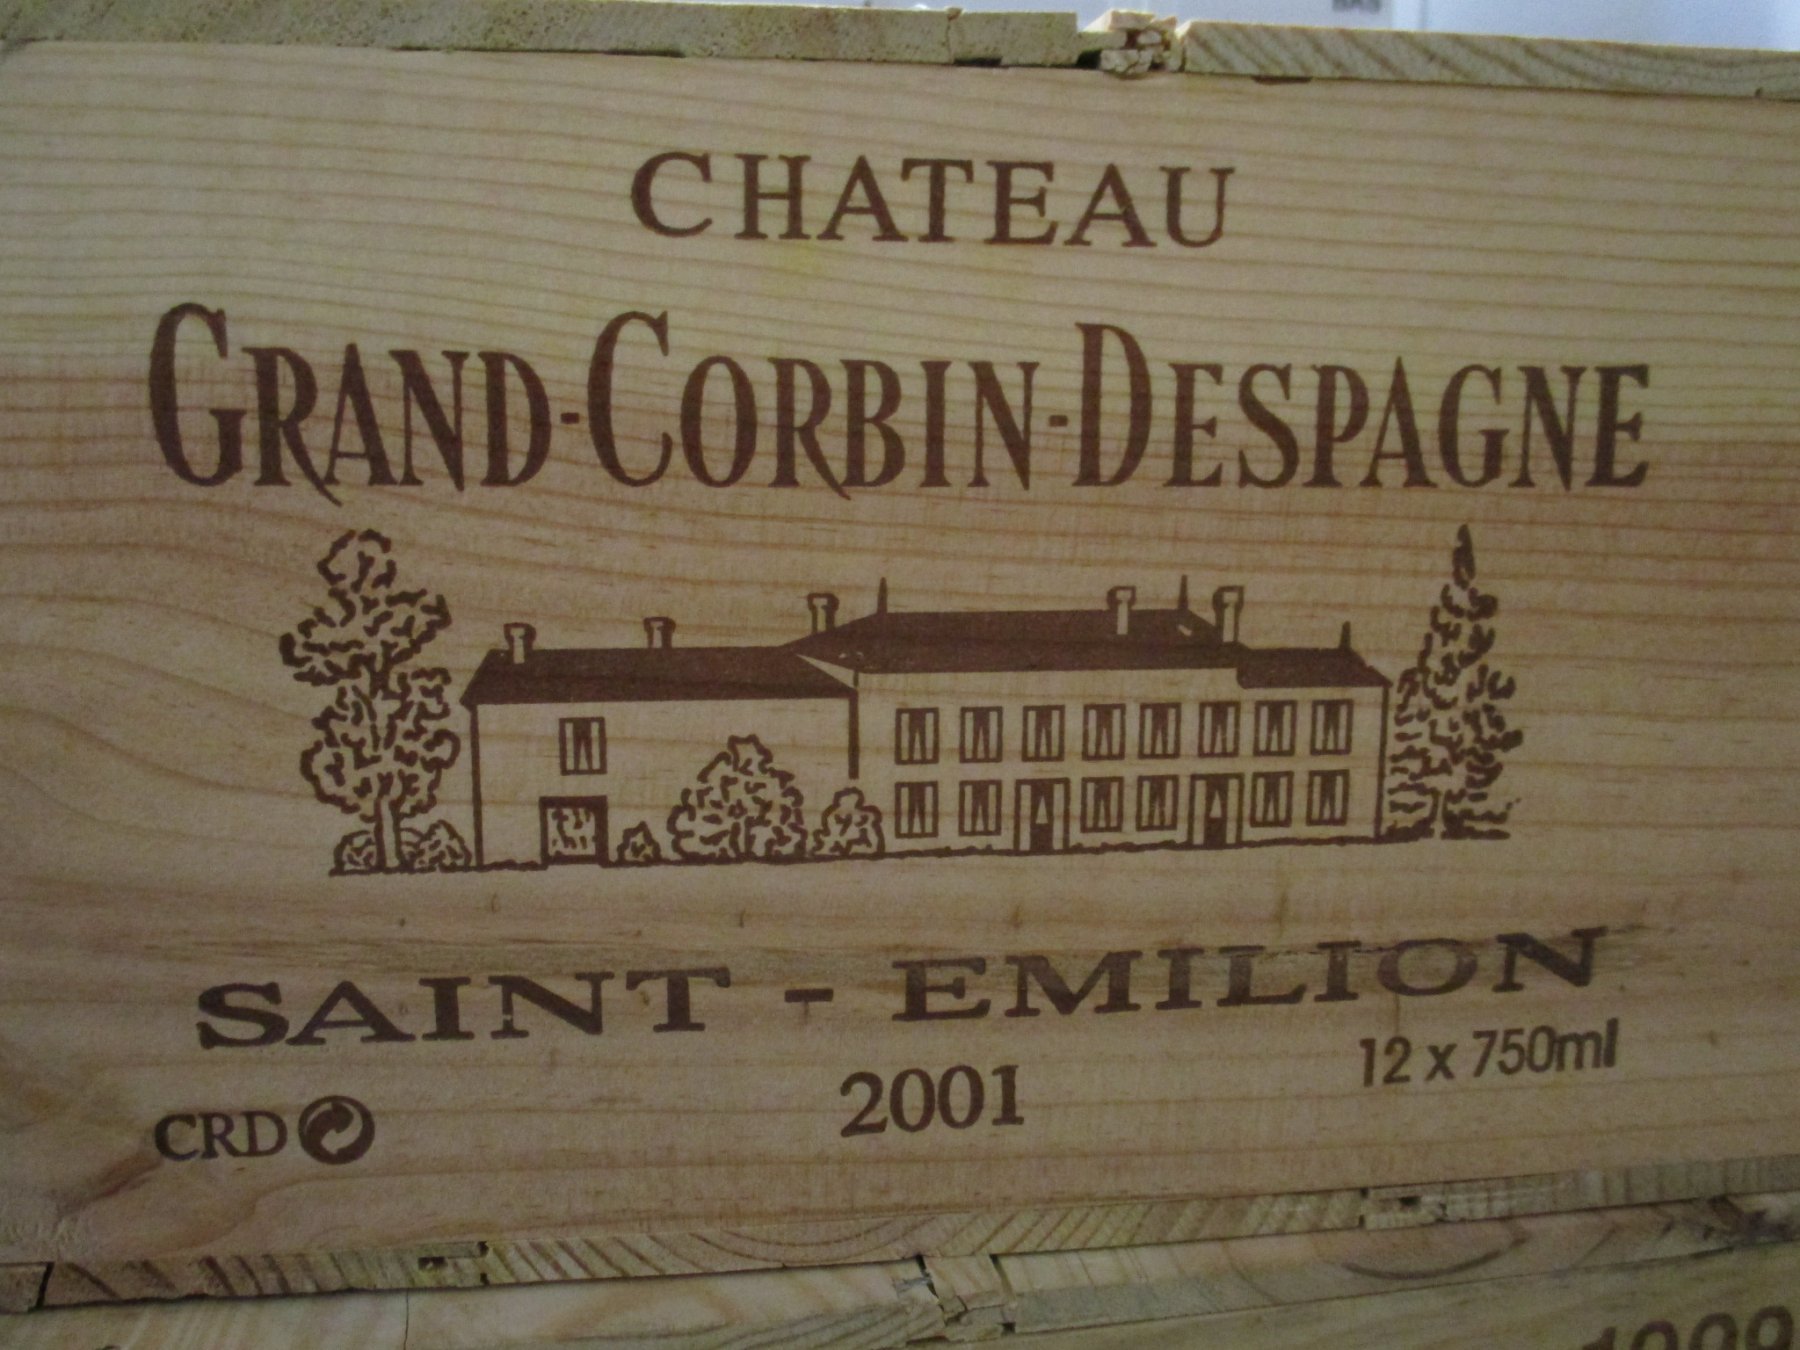 CHATEAU
GRAND-CORBIN-DESPAGNE
SAINT - EMILION
12 x 750ml
2001
CRD